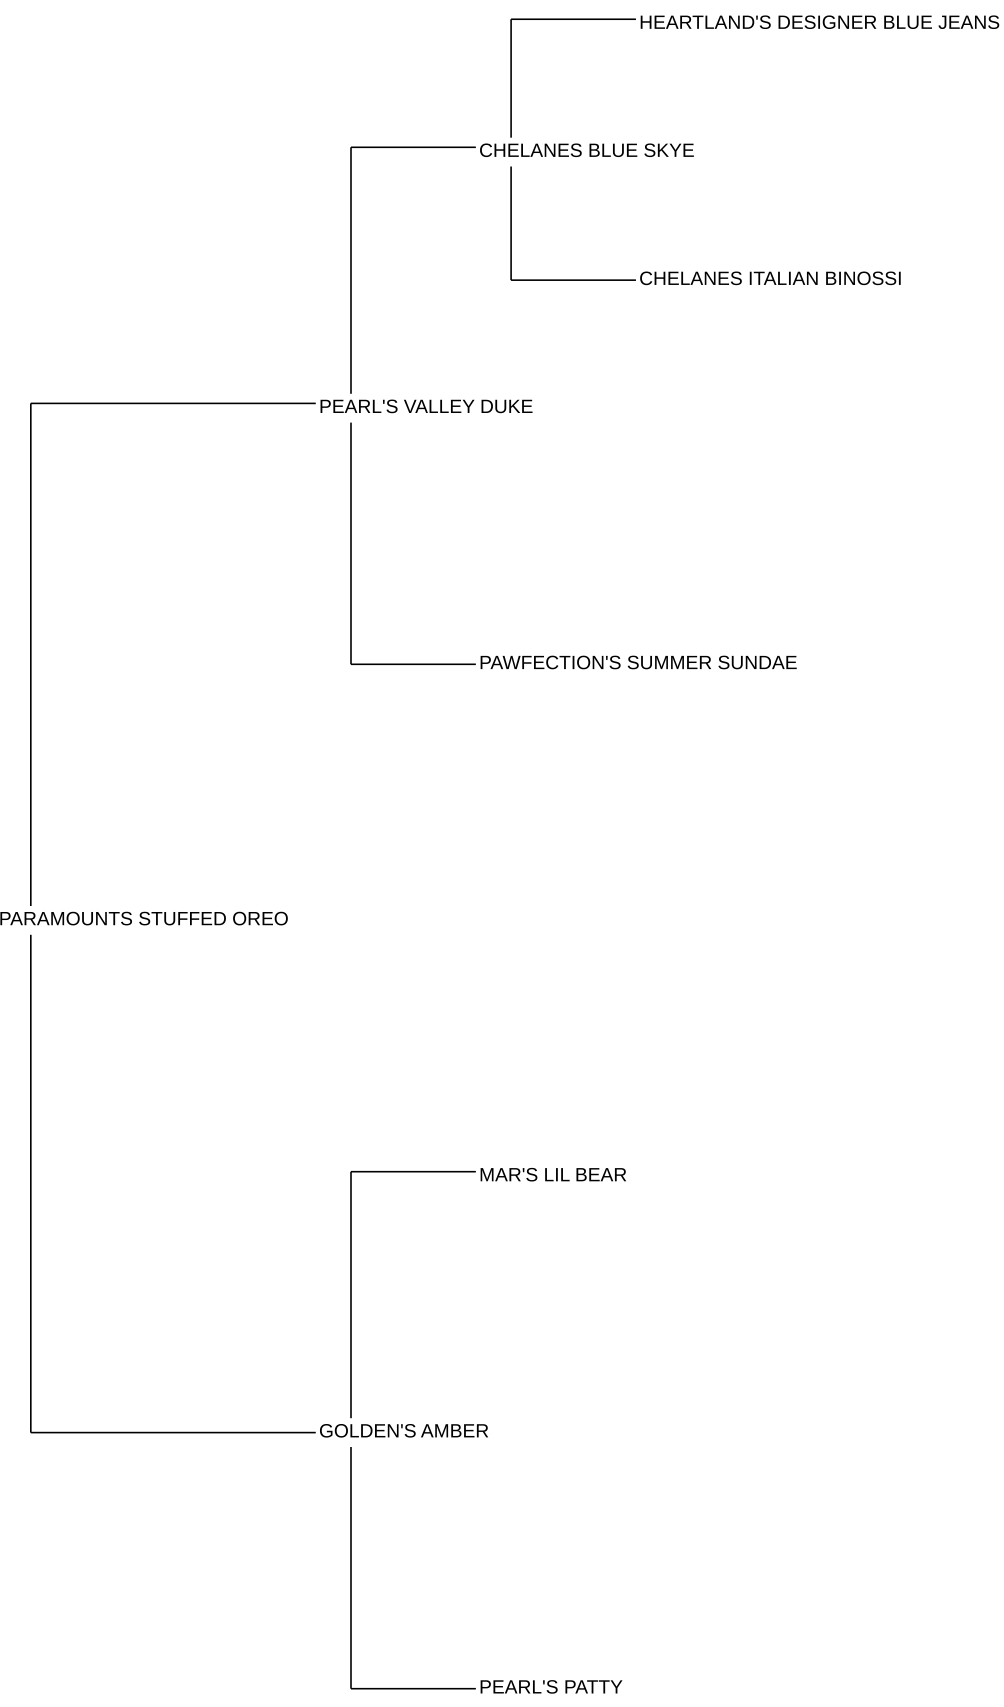 HEARTLAND'S DESIGNER BLUE JEANS
CHELANES BLUE SKYE
CHELANES ITALIAN BINOSSI
PEARL'S VALLEY DUKE
PAWFECTION'S SUMMER SUNDAE
PARAMOUNTS STUFFED OREO
MAR'S LIL BEAR
GOLDEN'S AMBER
PEARL'S PATTY